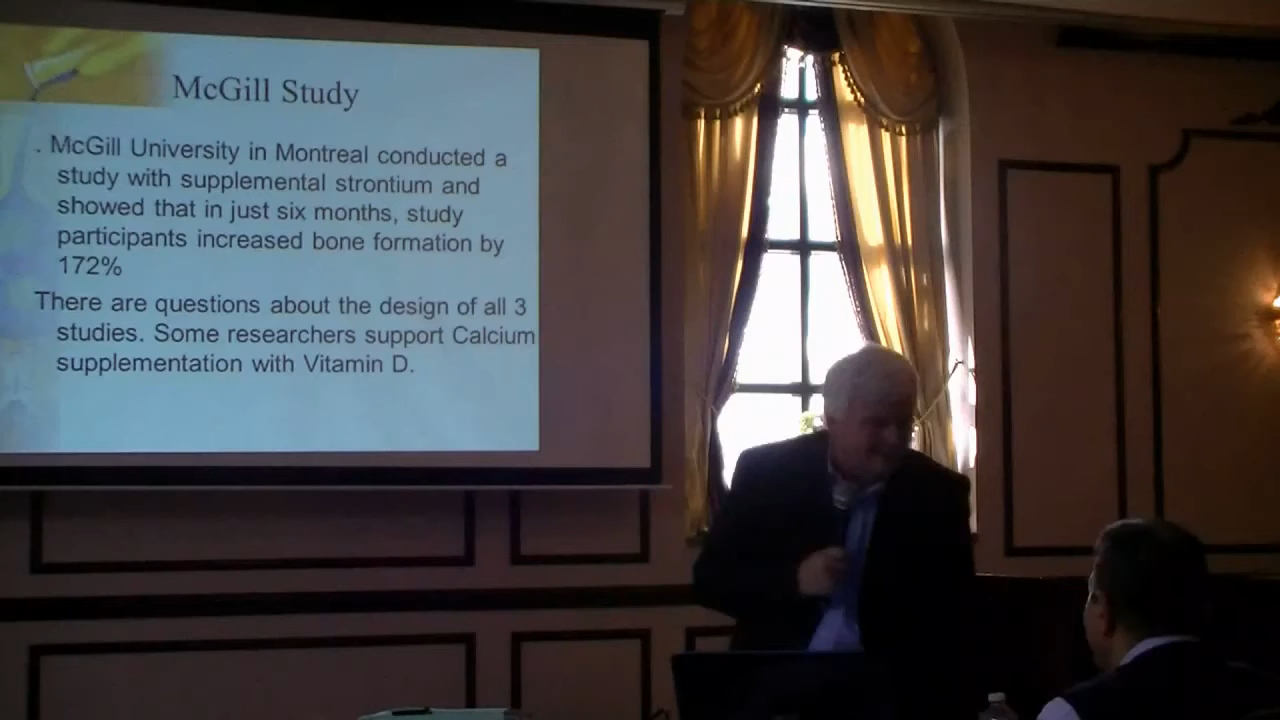 McGill Study
. McGill University in Montreal conducted a
study with supplemental strontium and
showed that in just six months, study
participants increased bone formation by
172%
There are questions about the design of all 3
studies. Some researchers support Calcium
supplementation with Vitamin D.